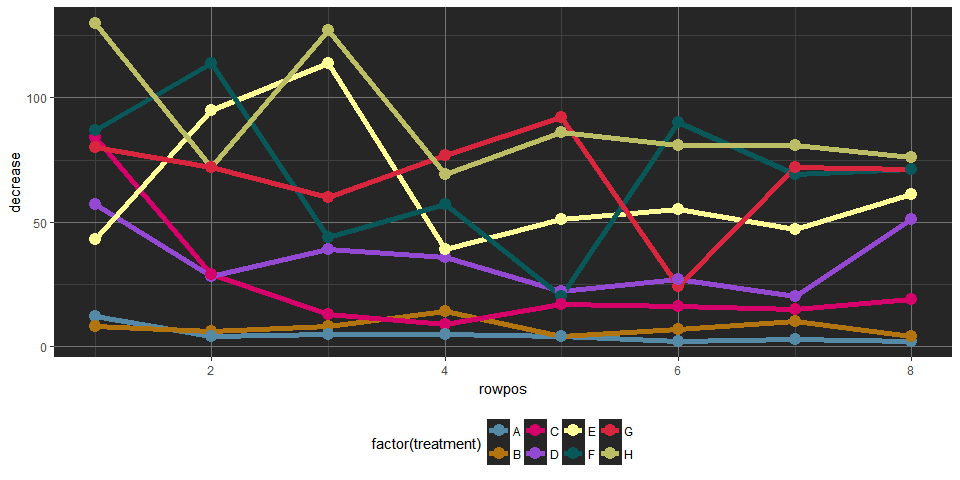 100
50
0
decrease
2 4 6 8
rowpos
factor(treatment) A C E G
B D F H